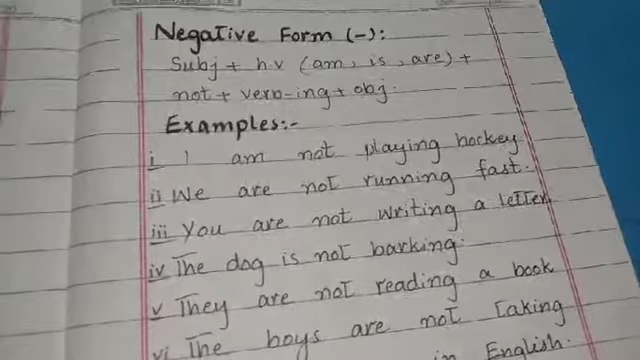 Negative Form (-):
Subj + h.v (am, is, are) +
not + verb-ing + obj.
Examples:-
i I am not playing hockey.
ii We are not running fast.
iii You are not writing a letter.
iv The dog is not barking.
v They are not reading a book
vi The boys are not taking
in English.